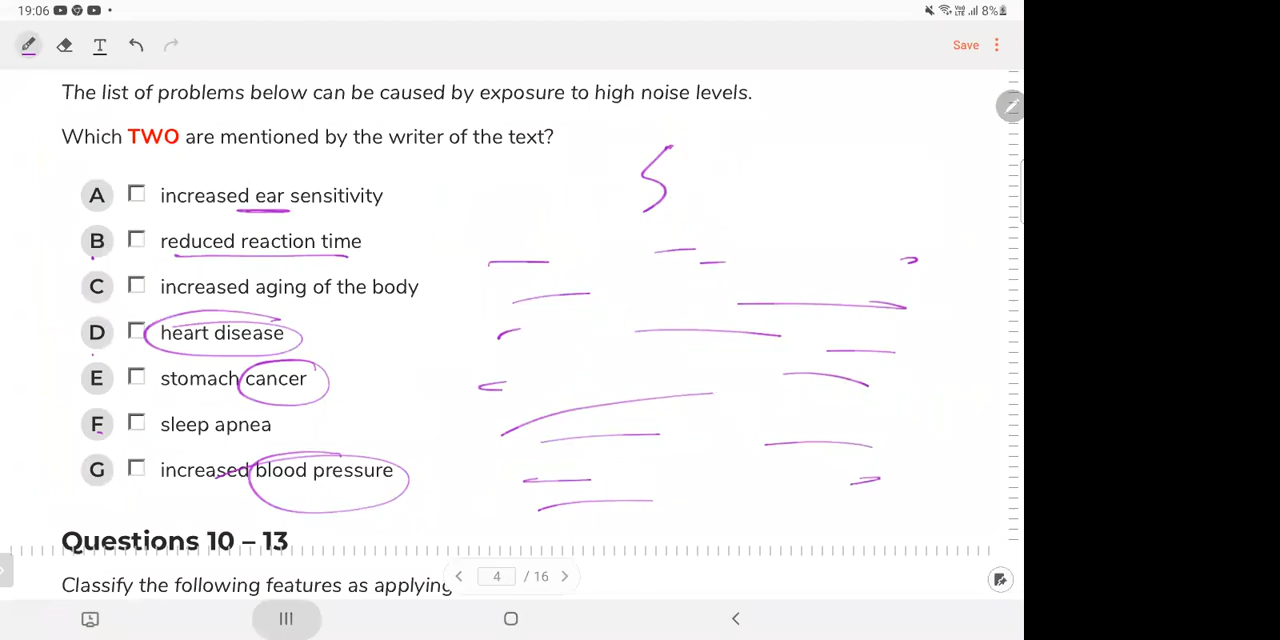 19:06 8%
Save
The list of problems below can be caused by exposure to high noise levels.
Which TWO are mentioned by the writer of the text?
A increased ear sensitivity
B reduced reaction time
C increased aging of the body
D heart disease
E stomach cancer
F sleep apnea
G increased blood pressure
Questions 10 – 13
Classify the following features as applying
4 / 16